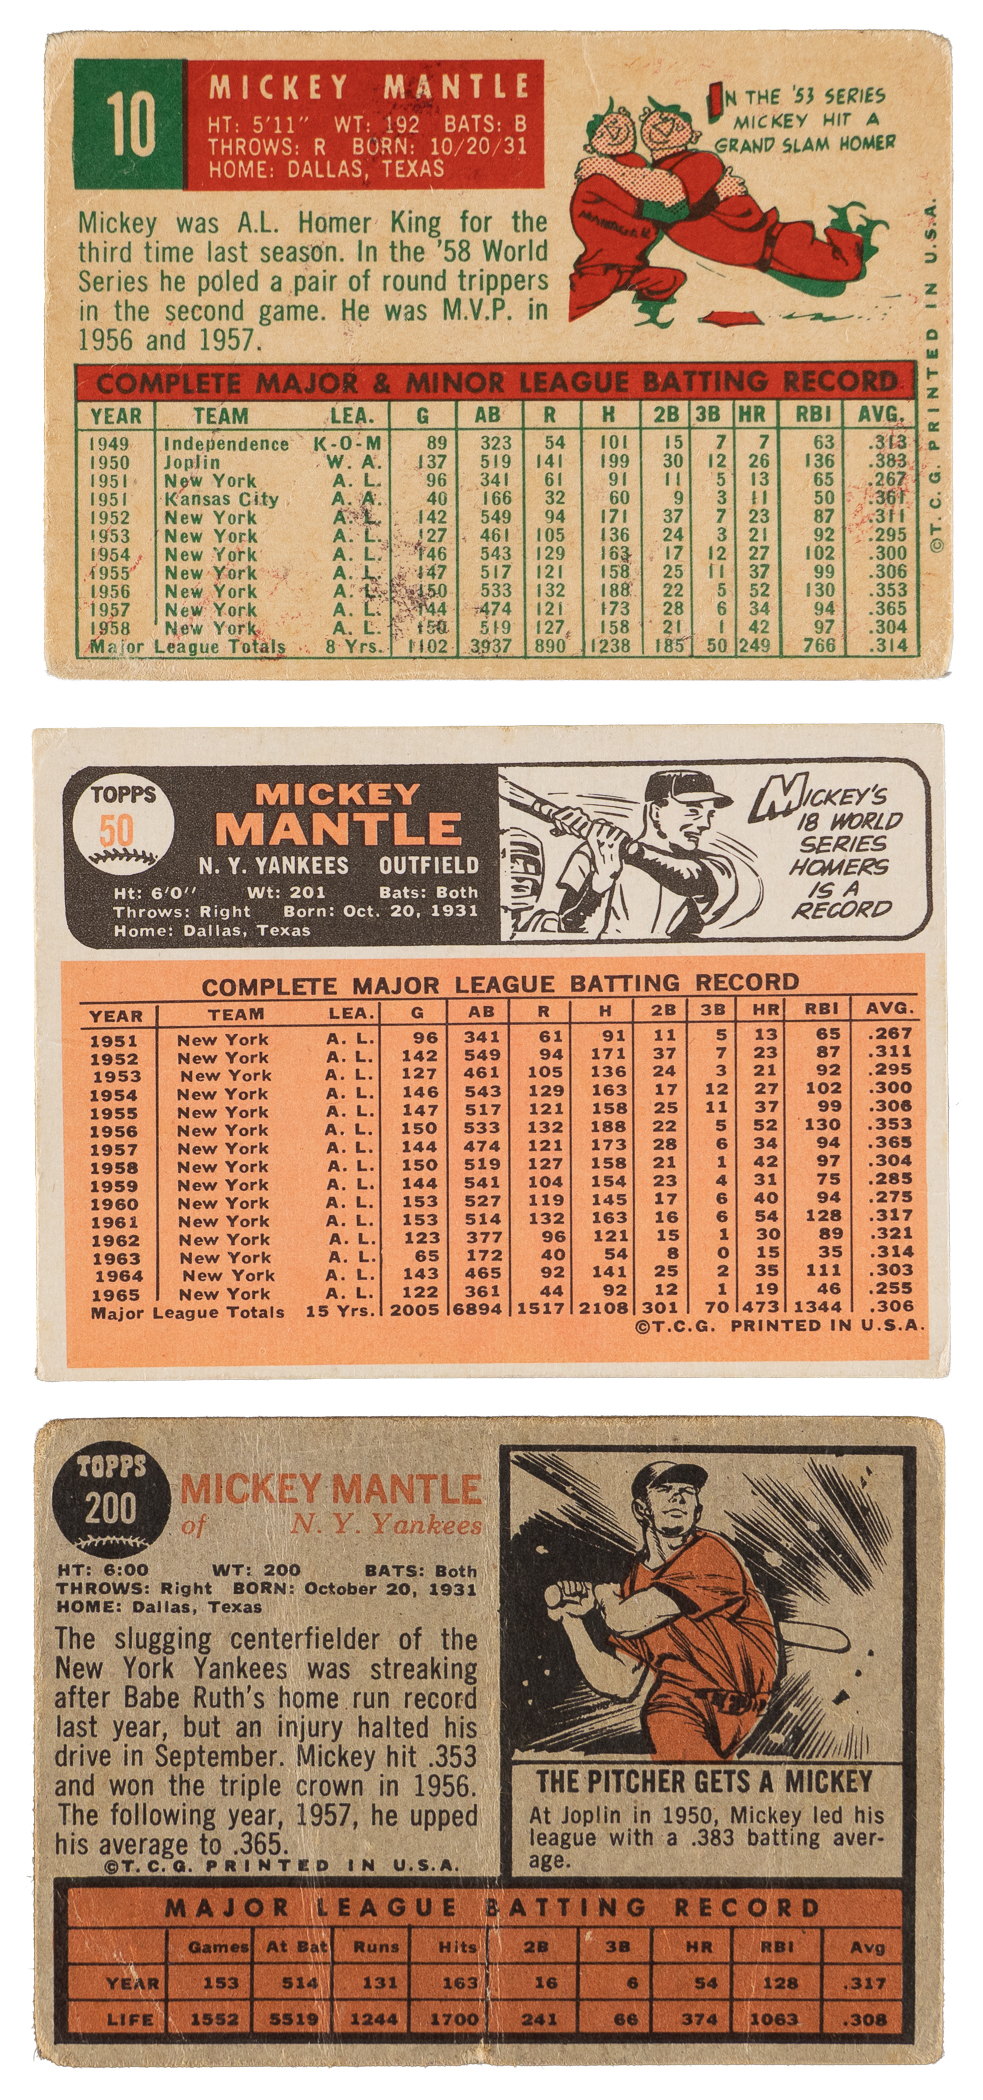 10
MICKEY MANTLE
HT: 5'11" WT: 192 BATS: B
THROWS: R BORN: 10/20/31
HOME: DALLAS, TEXAS
IN THE '53 SERIES
MICKEY HIT A
GRAND SLAM HOMER
Mickey was A.L. Homer King for the
third time last season. In the '58 World
Series he poled a pair of round trippers
in the second game. He was M.V.P. in
1956 and 1957.
COMPLETE MAJOR & MINOR LEAGUE BATTING RECORD
YEAR TEAM LEA. G AB R H 2B 3B HR RBI AVG.
1949 Independence K-O-M 89 323 54 101 15 7 7 63 .313
1950 Joplin W. A. 137 519 141 199 30 12 26 136 .383
1951 New York A. L. 96 341 61 91 11 5 13 65 .267
1951 Kansas City A. A. 40 166 32 60 9 3 11 50 .361
1952 New York A. L. 142 549 94 171 37 7 23 87 .311
1953 New York A. L. 127 461 105 136 24 3 21 92 .295
1954 New York A. L. 146 543 129 163 17 12 27 102 .300
1955 New York A. L. 147 517 121 158 25 11 37 99 .306
1956 New York A. L. 150 533 132 188 22 5 52 130 .353
1957 New York A. L. 144 474 121 173 28 6 34 94 .365
1958 New York A. L. 150 519 127 158 21 1 42 97 .304
Major League Totals 8 Yrs. 1102 3937 890 1238 185 50 249 766 .314
©T.C.G. PRINTED IN U.S.A.
TOPPS
50
MICKEY
MANTLE
N. Y. YANKEES OUTFIELD
Ht: 6'0'' Wt: 201 Bats: Both
Throws: Right Born: Oct. 20, 1931
Home: Dallas, Texas
MICKEY'S
18 WORLD
SERIES
HOMERS
IS A
RECORD
COMPLETE MAJOR LEAGUE BATTING RECORD
YEAR TEAM LEA. G AB R H 2B 3B HR RBI AVG.
1951 New York A. L. 96 341 61 91 11 5 13 65 .267
1952 New York A. L. 142 549 94 171 37 7 23 87 .311
1953 New York A. L. 127 461 105 136 24 3 21 92 .295
1954 New York A. L. 146 543 129 163 17 12 27 102 .300
1955 New York A. L. 147 517 121 158 25 11 37 99 .306
1956 New York A. L. 150 533 132 188 22 5 52 130 .353
1957 New York A. L. 144 474 121 173 28 6 34 94 .365
1958 New York A. L. 150 519 127 158 21 1 42 97 .304
1959 New York A. L. 144 541 104 154 23 4 31 75 .285
1960 New York A. L. 153 527 119 145 17 6 40 94 .275
1961 New York A. L. 153 514 132 163 16 6 54 128 .317
1962 New York A. L. 123 377 96 121 15 1 30 89 .321
1963 New York A. L. 65 172 40 54 8 0 15 35 .314
1964 New York A. L. 143 465 92 141 25 2 35 111 .303
1965 New York A. L. 122 361 44 92 12 1 19 46 .255
Major League Totals 15 Yrs. 2005 6894 1517 2108 301 70 473 1344 .306
©T.C.G. PRINTED IN U.S.A.
TOPPS
200
MICKEY MANTLE
of N. Y. Yankees
HT: 6:00 WT: 200 BATS: Both
THROWS: Right BORN: October 20, 1931
HOME: Dallas, Texas
The slugging centerfielder of the
New York Yankees was streaking
after Babe Ruth's home run record
last year, but an injury halted his
drive in September. Mickey hit .353
and won the triple crown in 1956.
The following year, 1957, he upped
his average to .365.
©T.C.G. PRINTED IN U.S.A.
THE PITCHER GETS A MICKEY
At Joplin in 1950, Mickey led his
league with a .383 batting aver-
age.
MAJOR LEAGUE BATTING RECORD
Games At Bat Runs Hits 2B 3B HR RBI Avg
YEAR 153 514 131 163 16 6 54 128 .317
LIFE 1552 5519 1244 1700 241 66 374 1063 .308